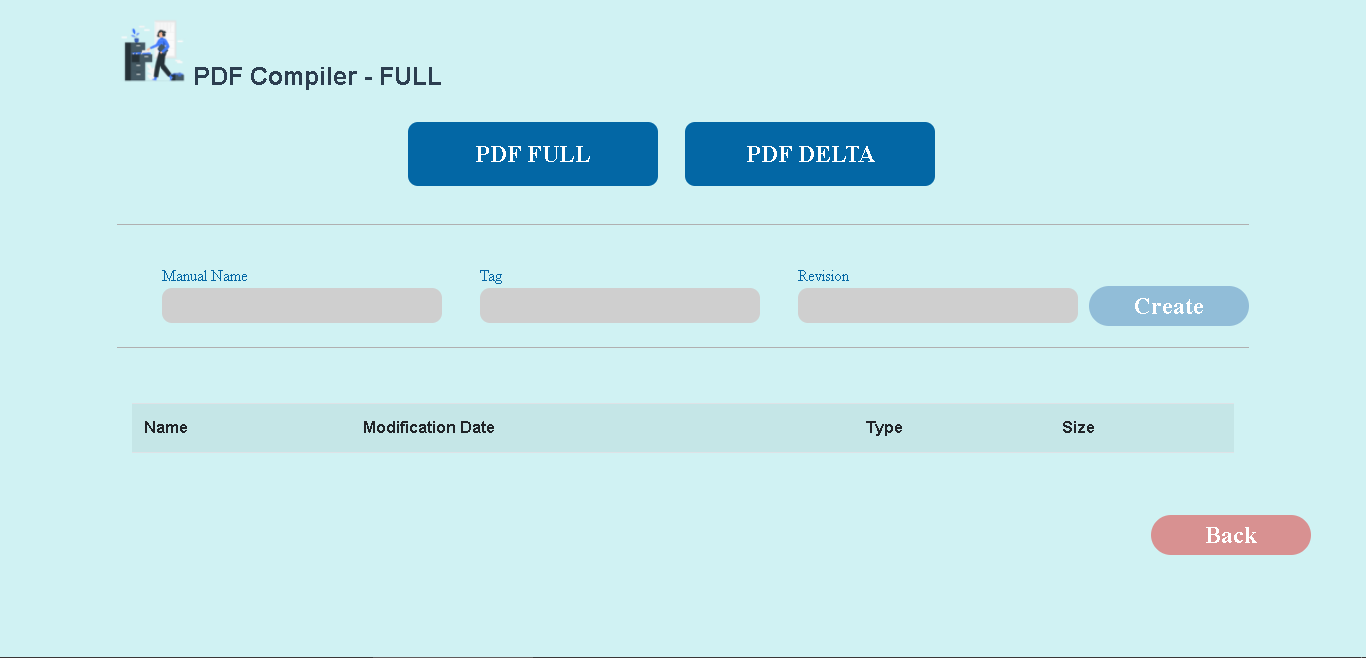 PDF Compiler - FULL
PDF FULL PDF DELTA
Manual Name Tag Revision
Create
Name Modification Date Type Size
Back